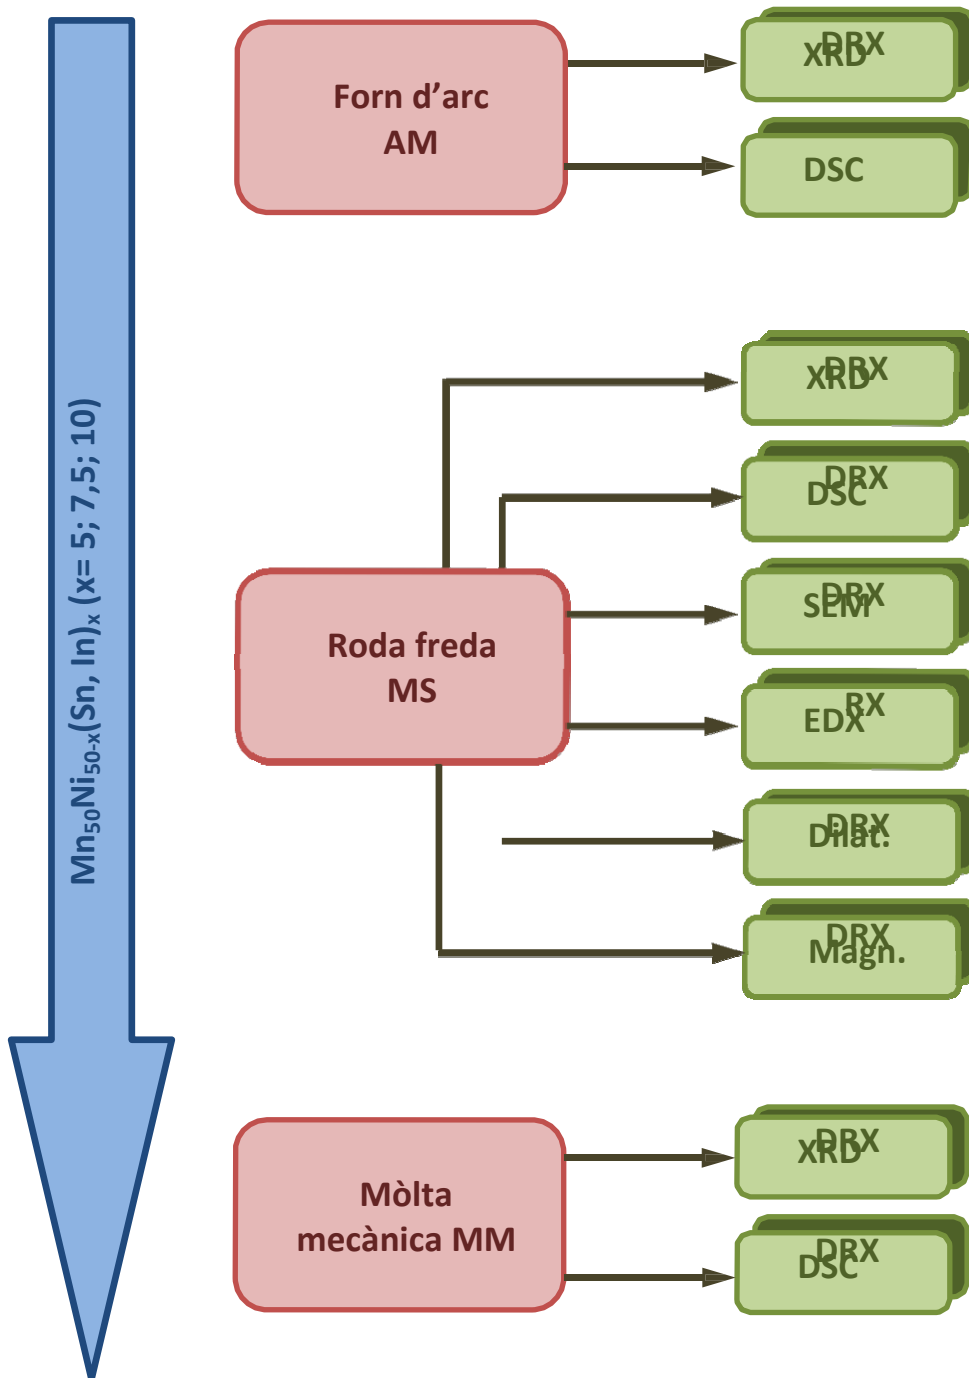 Mn₅₀Ni₅₀₋ₓ(Sn, In)ₓ (x= 5; 7,5; 10)
Forn d’arc
AM
DRX
XRD
DSC
Roda freda
MS
DRX
XRD
DRX
DSC
DRX
SEM
RX
EDX
DRX
Dilat.
DRX
Magn.
Mòlta
mecànica MM
DRX
XRD
DRX
DSC